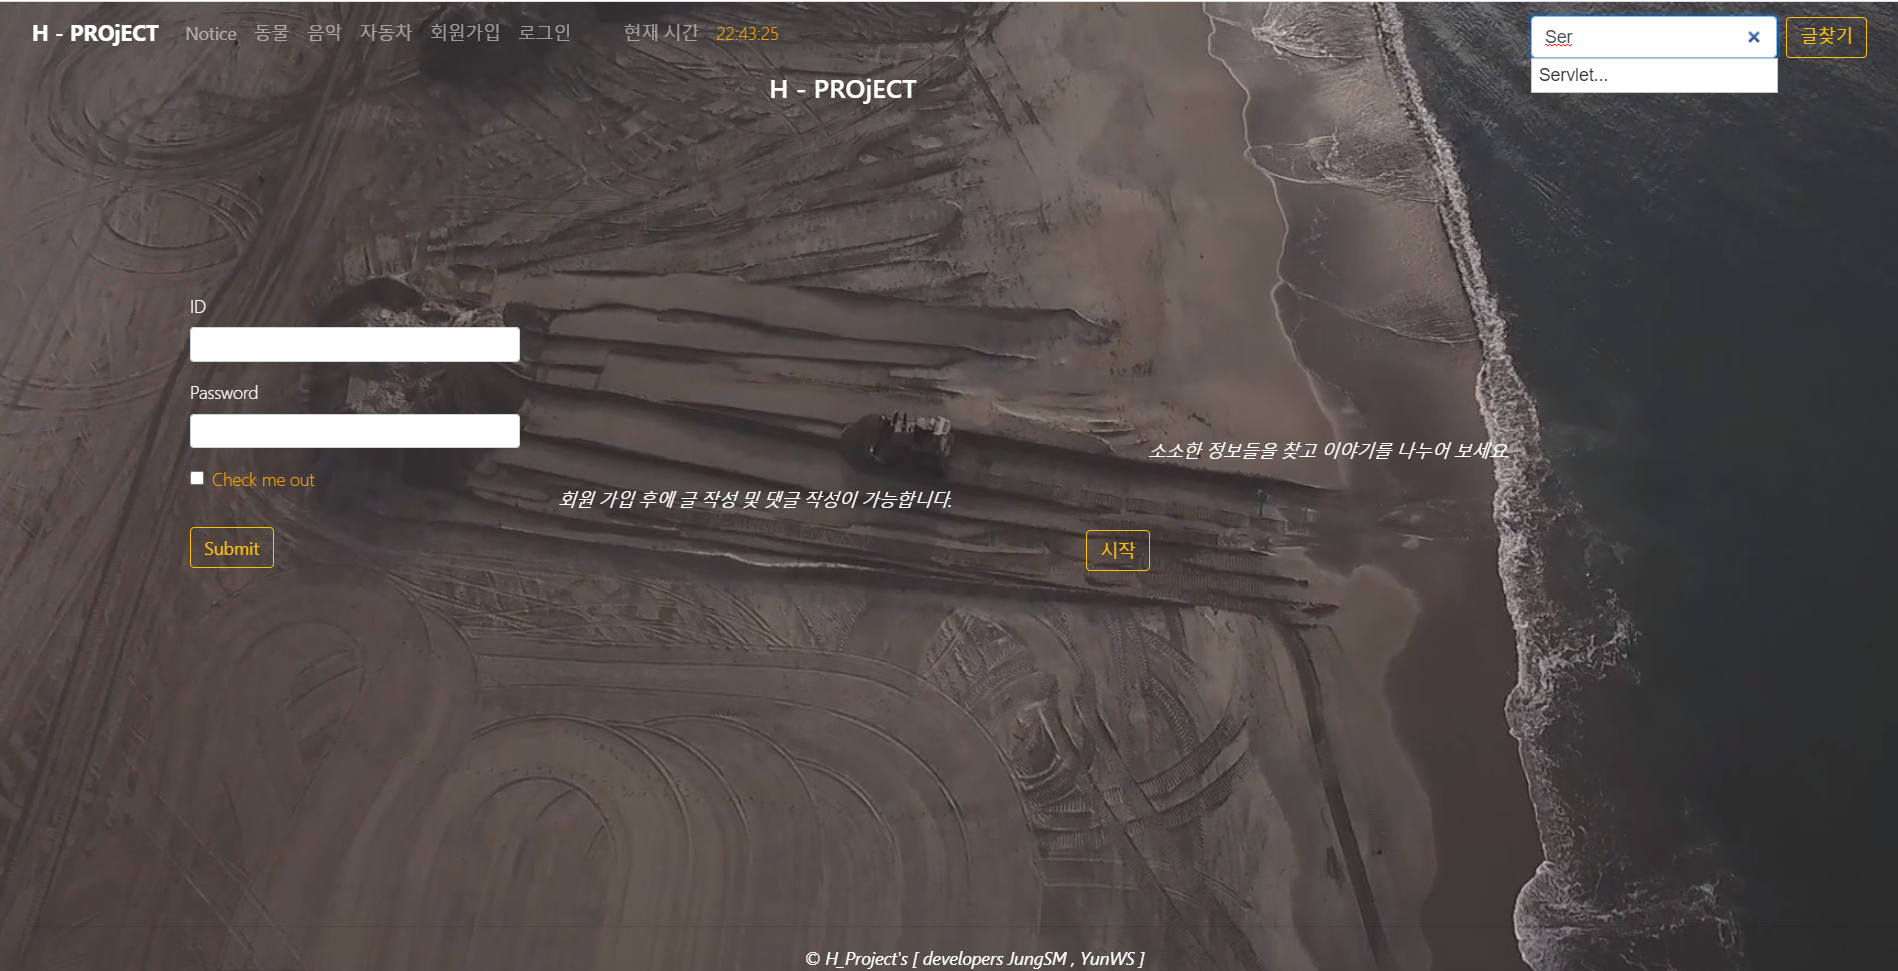 H - PROjECT Notice 동물 음악 자동차 회원가입 로그인 현재 시간 22:43:25 Ser × 글찾기
Servlet...
H - PROjECT
ID
Password
소소한 정보들을 찾고 이야기를 나누어 보세요.
Check me out
회원 가입 후에 글 작성 및 댓글 작성이 가능합니다.
Submit
시작
© H_Project's [ developers JungSM , YunWS ]